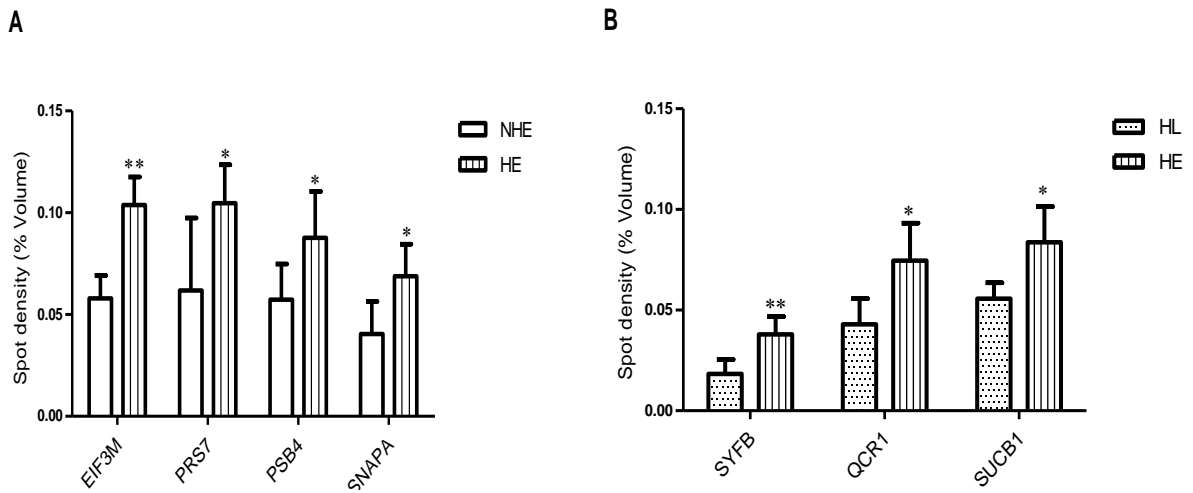 A
Spot density (% Volume)
0.15
0.10
0.05
0.00
**
*
*
*
NHE
HE
EIF3M
PRS7
PSB4
SNAPA
B
Spot density (% Volume)
0.15
0.10
0.05
0.00
**
*
*
HL
HE
SYFB
QCR1
SUCB1